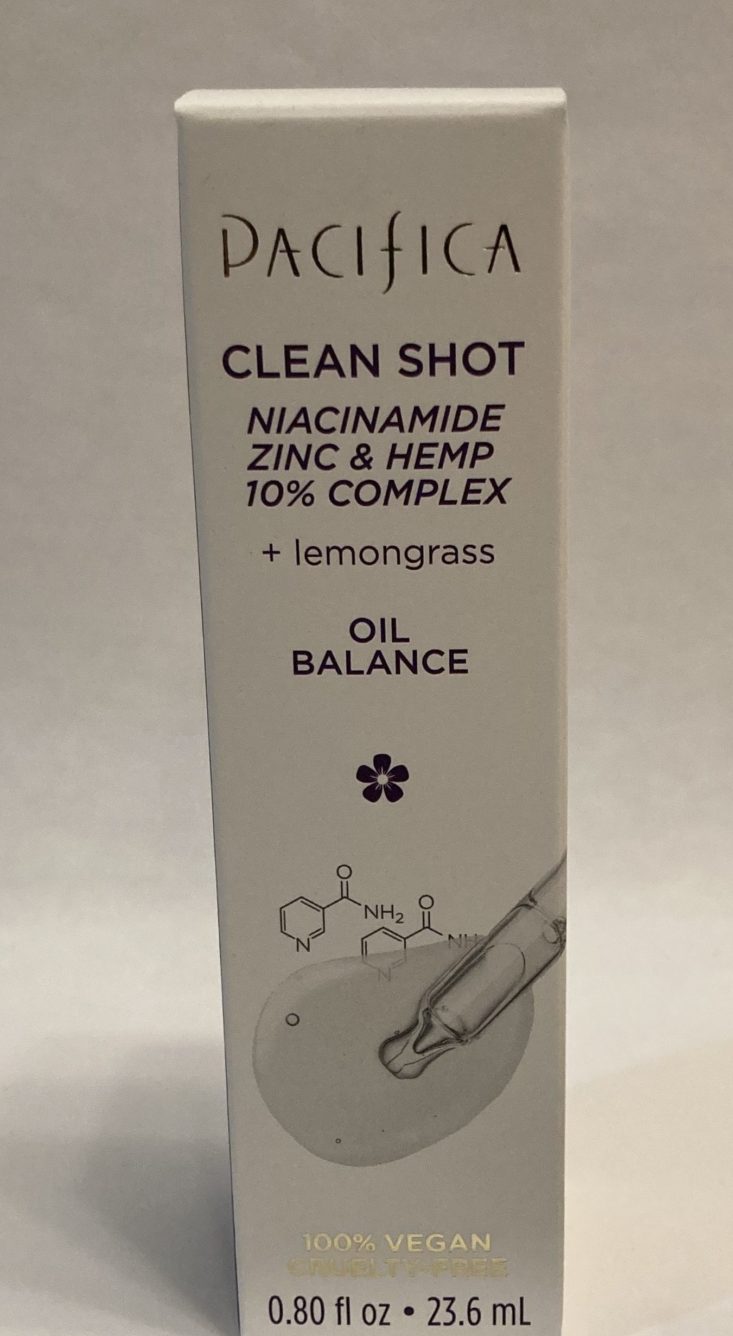 PACIfICA
CLEAN SHOT
NIACINAMIDE
ZINC & HEMP
10% COMPLEX
+ lemongrass
OIL
BALANCE
O
NH₂
N
O
NH
N
100% VEGAN
CRUELTY-FREE
0.80 fl oz • 23.6 mL